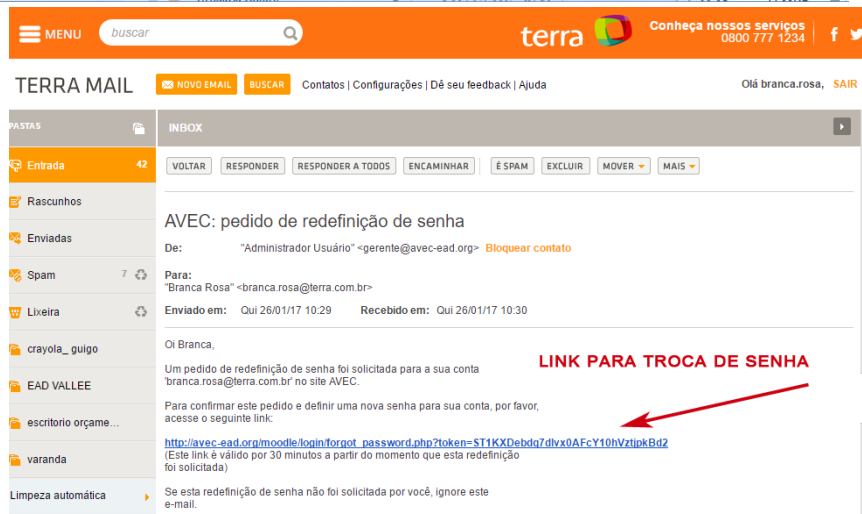 MENU
buscar
terra
Conheça nossos serviços
0800 777 1234
TERRA MAIL
NOVO EMAIL
BUSCAR
Contatos | Configurações | Dê seu feedback | Ajuda
Olá branca.rosa, SAIR
PASTAS
INBOX
Entrada 42
Rascunhos
Enviadas
Spam 7
Lixeira
crayola_ guigo
EAD VALLEE
escritorio orçame...
varanda
Limpeza automática
VOLTAR RESPONDER RESPONDER A TODOS ENCAMINHAR É SPAM EXCLUIR MOVER MAIS
AVEC: pedido de redefinição de senha
De: "Administrador Usuário" <gerente@avec-ead.org> Bloquear contato
Para:
"Branca Rosa" <branca.rosa@terra.com.br>
Enviado em: Qui 26/01/17 10:29 Recebido em: Qui 26/01/17 10:30
Oi Branca,
LINK PARA TROCA DE SENHA
Um pedido de redefinição de senha foi solicitada para a sua conta
'branca.rosa@terra.com.br' no site AVEC.
Para confirmar este pedido e definir uma nova senha para sua conta, por favor,
acesse o seguinte link:
http://avec-ead.org/moodle/login/forgot_password.php?token=ST1KXDebdq7dlvx0AFcY10hVztjpkBd2
(Este link é válido por 30 minutos a partir do momento que esta redefinição
foi solicitada)
Se esta redefinição de senha não foi solicitada por você, ignore este
e-mail.